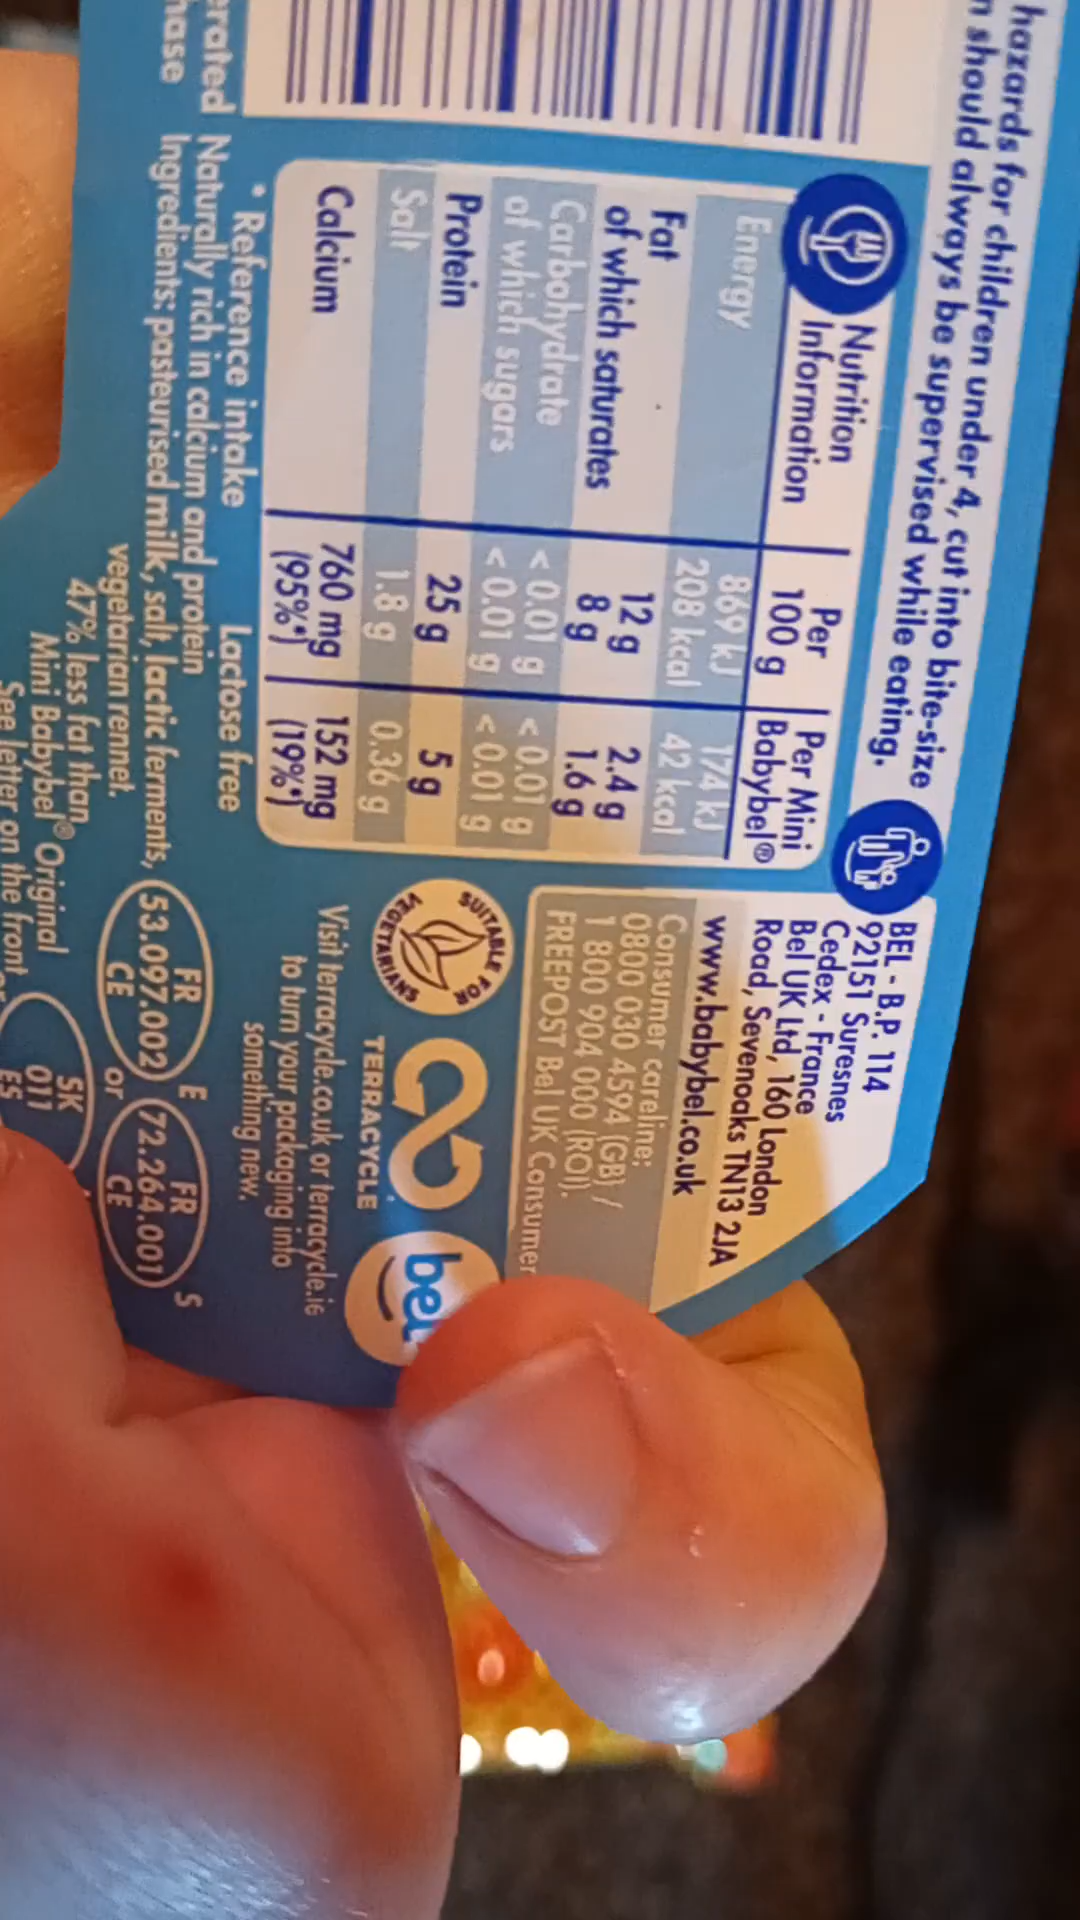 hazards for children under 4, cut into bite-size
should always be supervised while eating.
Nutrition
Information
Per
100 g
Per Mini
Babybel®
Energy
869 kJ
174 kJ
208 kcal
42 kcal
Fat
12 g
2.4 g
of which saturates
8 g
1.6 g
Carbohydrate
< 0.01 g
< 0.01 g
of which sugars
< 0.01 g
< 0.01 g
Protein
25 g
5 g
Salt
1.8 g
0.36 g
Calcium
760 mg
152 mg
(95%*)
(19%*)
* Reference intake
Lactose free
Naturally rich in calcium and protein
Ingredients: pasteurised milk, salt, lactic ferments,
vegetarian rennet.
47% less fat than
Mini Babybel® Original
See letter on the front
BEL - B.P. 114
92151 Suresnes
Cedex - France
Bel UK Ltd, 160 London
Road, Sevenoaks TN13 2JA
www.babybel.co.uk
Consumer careline:
0800 030 4594 (GB) /
1 800 904 000 (ROI).
FREEPOST Bel UK Consumer
SUITABLE FOR
VEGETARIANS
TERRACYCLE
bel
Visit terracycle.co.uk or terracycle.ie
to turn your packaging into
something new.
FR
53.097.002
CE
E
or
FR
72.264.001
CE
S
SK
011
ES